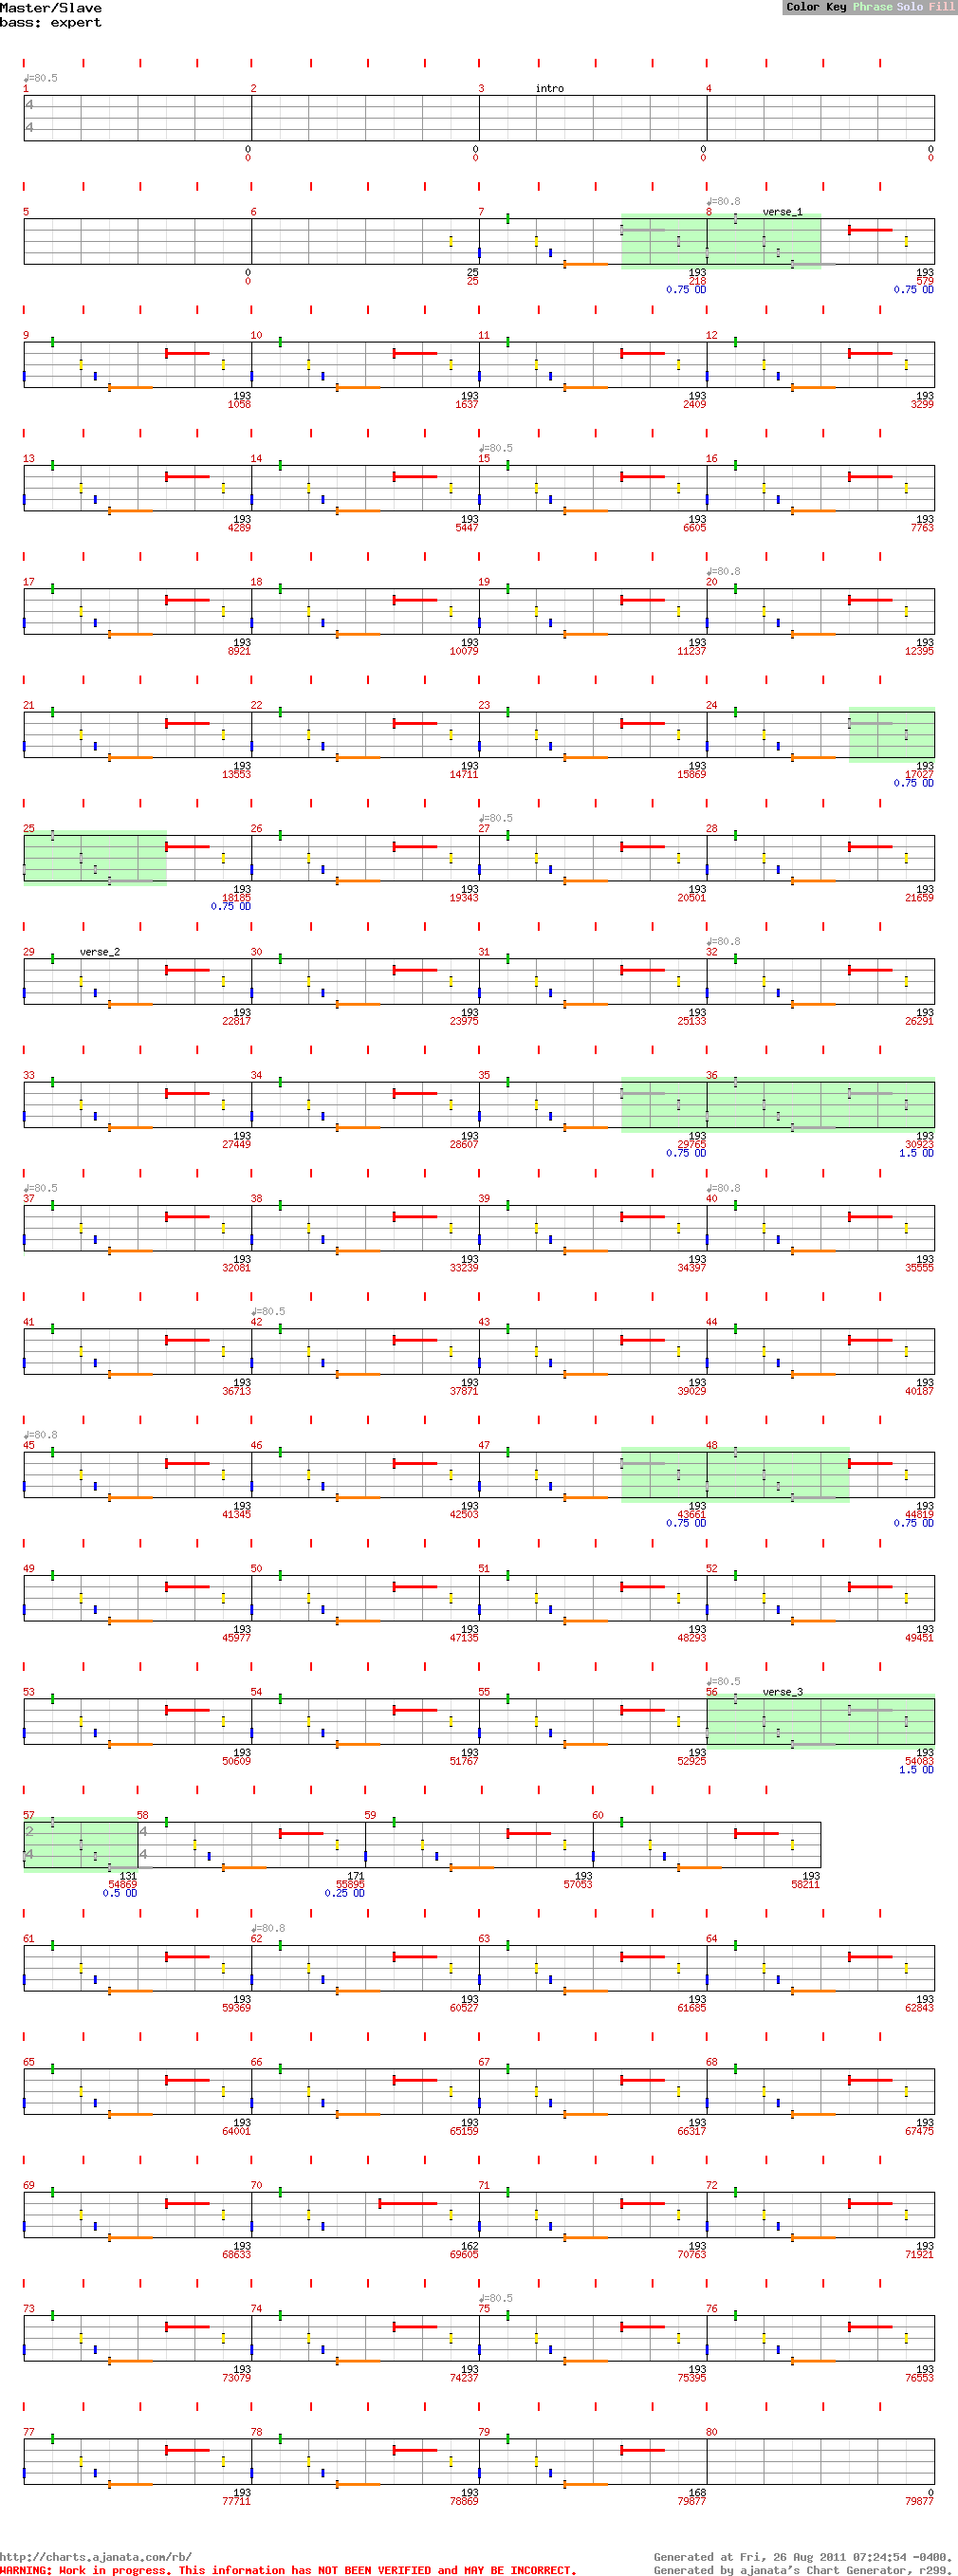 Master/Slave
bass: expert
Color Key Phrase Solo Fill
♩=80.5
1 2 3 intro 4
4
4
0 0 0 0
0 0 0 0
♩=80.8
5 6 7 8 verse_1
0 25 193 193
0 25 218 579
0.75 OD 0.75 OD
9 10 11 12
193 193 193 193
1058 1637 2409 3299
♩=80.5
13 14 15 16
193 193 193 193
4289 5447 6605 7763
♩=80.8
17 18 19 20
193 193 193 193
8921 10079 11237 12395
21 22 23 24
193 193 193 193
13553 14711 15869 17027
0.75 OD
♩=80.5
25 26 27 28
193 193 193 193
18185 19343 20501 21659
0.75 OD
♩=80.8
29 verse_2 30 31 32
193 193 193 193
22817 23975 25133 26291
33 34 35 36
193 193 193 193
27449 28607 29765 30923
0.75 OD 1.5 OD
♩=80.5 ♩=80.8
37 38 39 40
193 193 193 193
32081 33239 34397 35555
♩=80.5
41 42 43 44
193 193 193 193
36713 37871 39029 40187
♩=80.8
45 46 47 48
193 193 193 193
41345 42503 43661 44819
0.75 OD 0.75 OD
49 50 51 52
193 193 193 193
45977 47135 48293 49451
♩=80.5
53 54 55 56 verse_3
193 193 193 193
50609 51767 52925 54083
1.5 OD
57 58 59 60
2 4
4 4
131 171 193 193
54869 55895 57053 58211
0.5 OD 0.25 OD
♩=80.8
61 62 63 64
193 193 193 193
59369 60527 61685 62843
65 66 67 68
193 193 193 193
64001 65159 66317 67475
69 70 71 72
193 162 193 193
68633 69605 70763 71921
♩=80.5
73 74 75 76
193 193 193 193
73079 74237 75395 76553
77 78 79 80
193 193 168 0
77711 78869 79877 79877
http://charts.ajanata.com/rb/
Generated at Fri, 26 Aug 2011 07:24:54 -0400.
WARNING: Work in progress. This information has NOT BEEN VERIFIED and MAY BE INCORRECT.
Generated by ajanata's Chart Generator, r299.